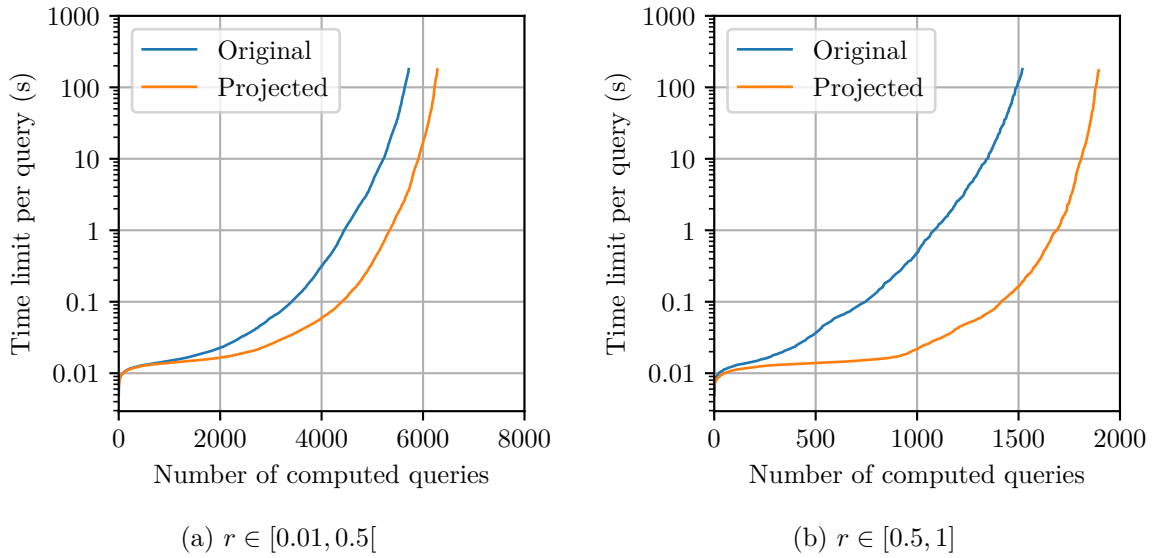 1000
100
10
1
0.1
0.01
Time limit per query (s)
Original
Projected
0 2000 4000 6000 8000
Number of computed queries
(a) r ∈ [0.01, 0.5[
1000
100
10
1
0.1
0.01
Time limit per query (s)
Original
Projected
0 500 1000 1500 2000
Number of computed queries
(b) r ∈ [0.5, 1]